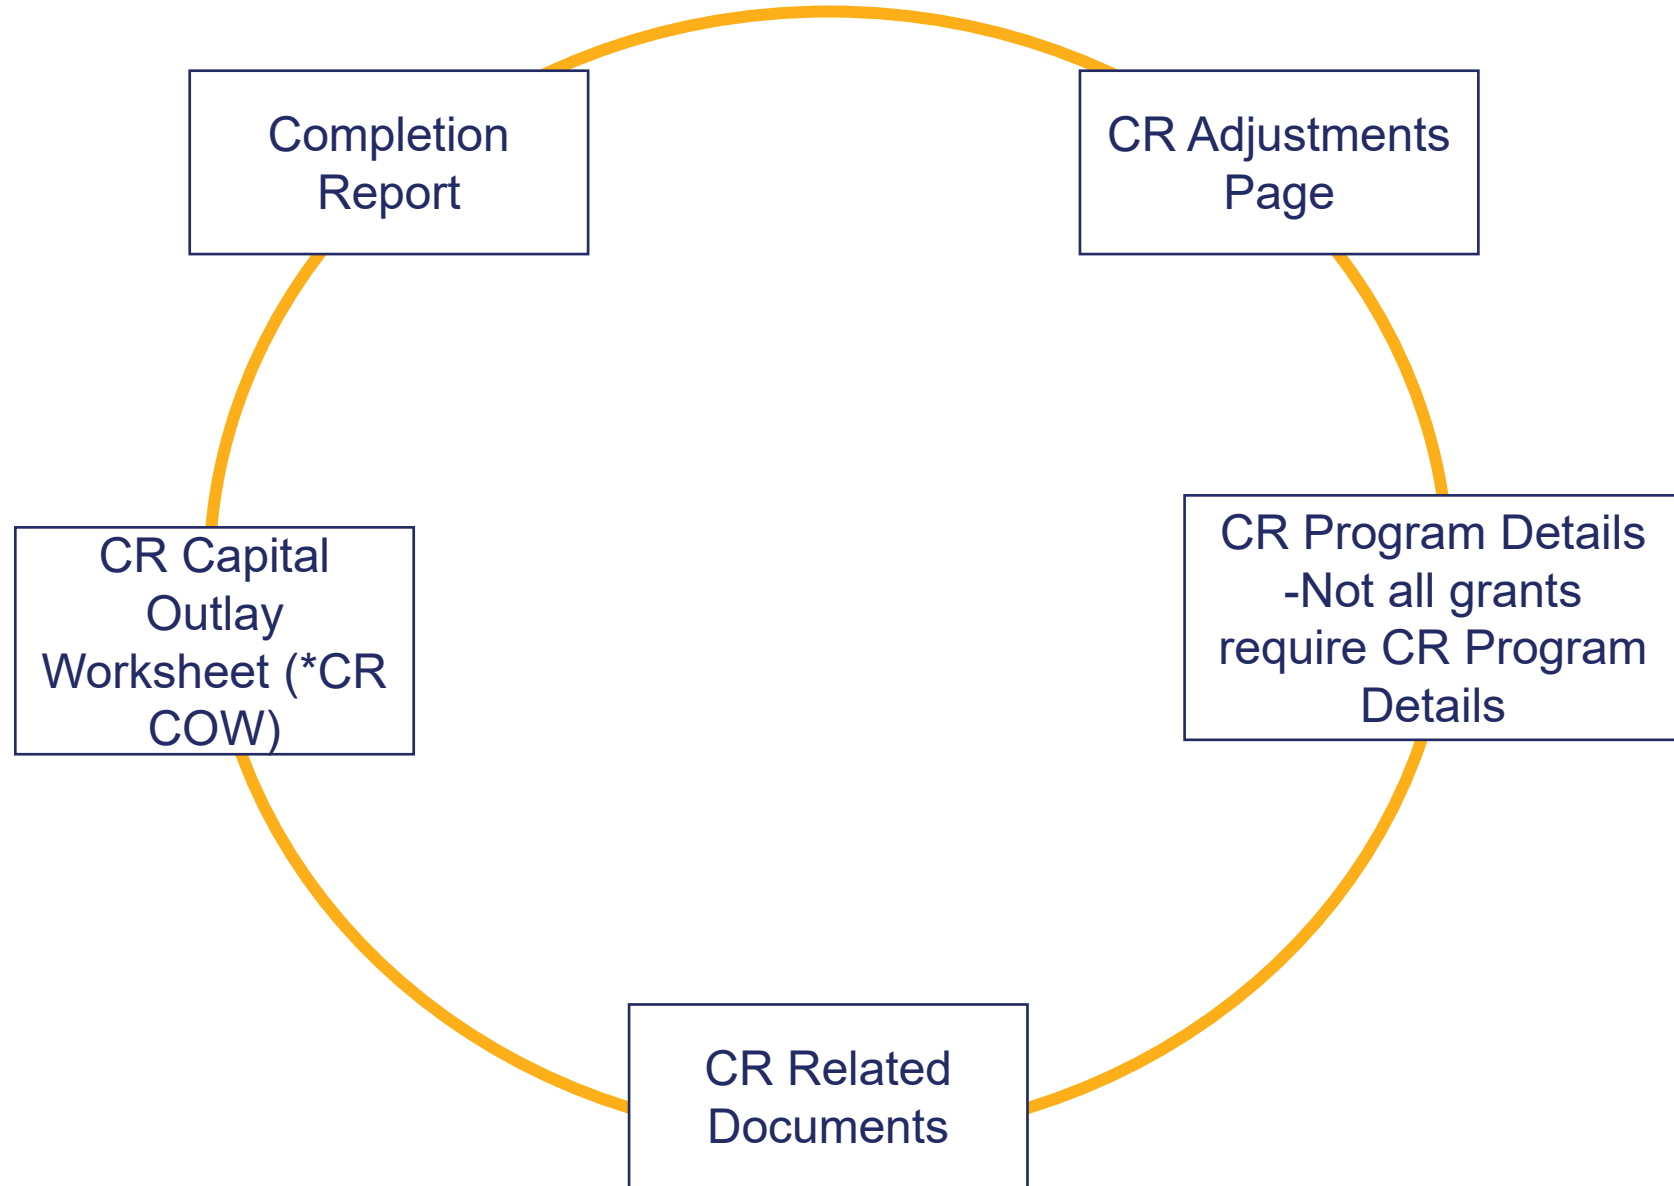 Completion
Report
CR Adjustments
Page
CR Program Details
-Not all grants
require CR Program
Details
CR Related
Documents
CR Capital
Outlay
Worksheet (*CR
COW)